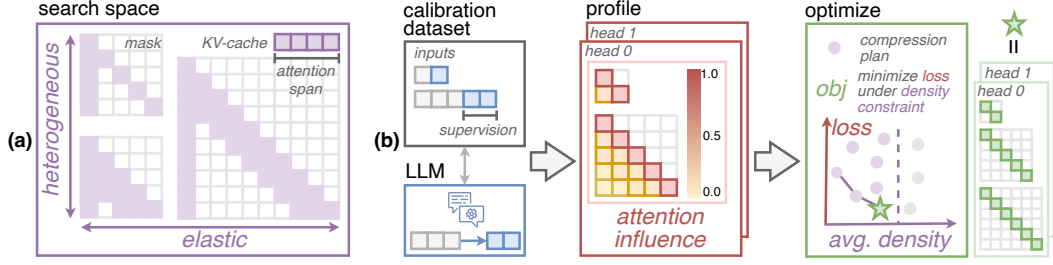 search space
(a)
heterogeneous
mask
KV-cache
attention
span
elastic
(b)
calibration
dataset
inputs
supervision
LLM
profile
head 1
head 0
1.0
0.5
0.0
attention
influence
optimize
compression
plan
obj
minimize loss
under density
constraint
loss
avg. density
=
head 1
head 0